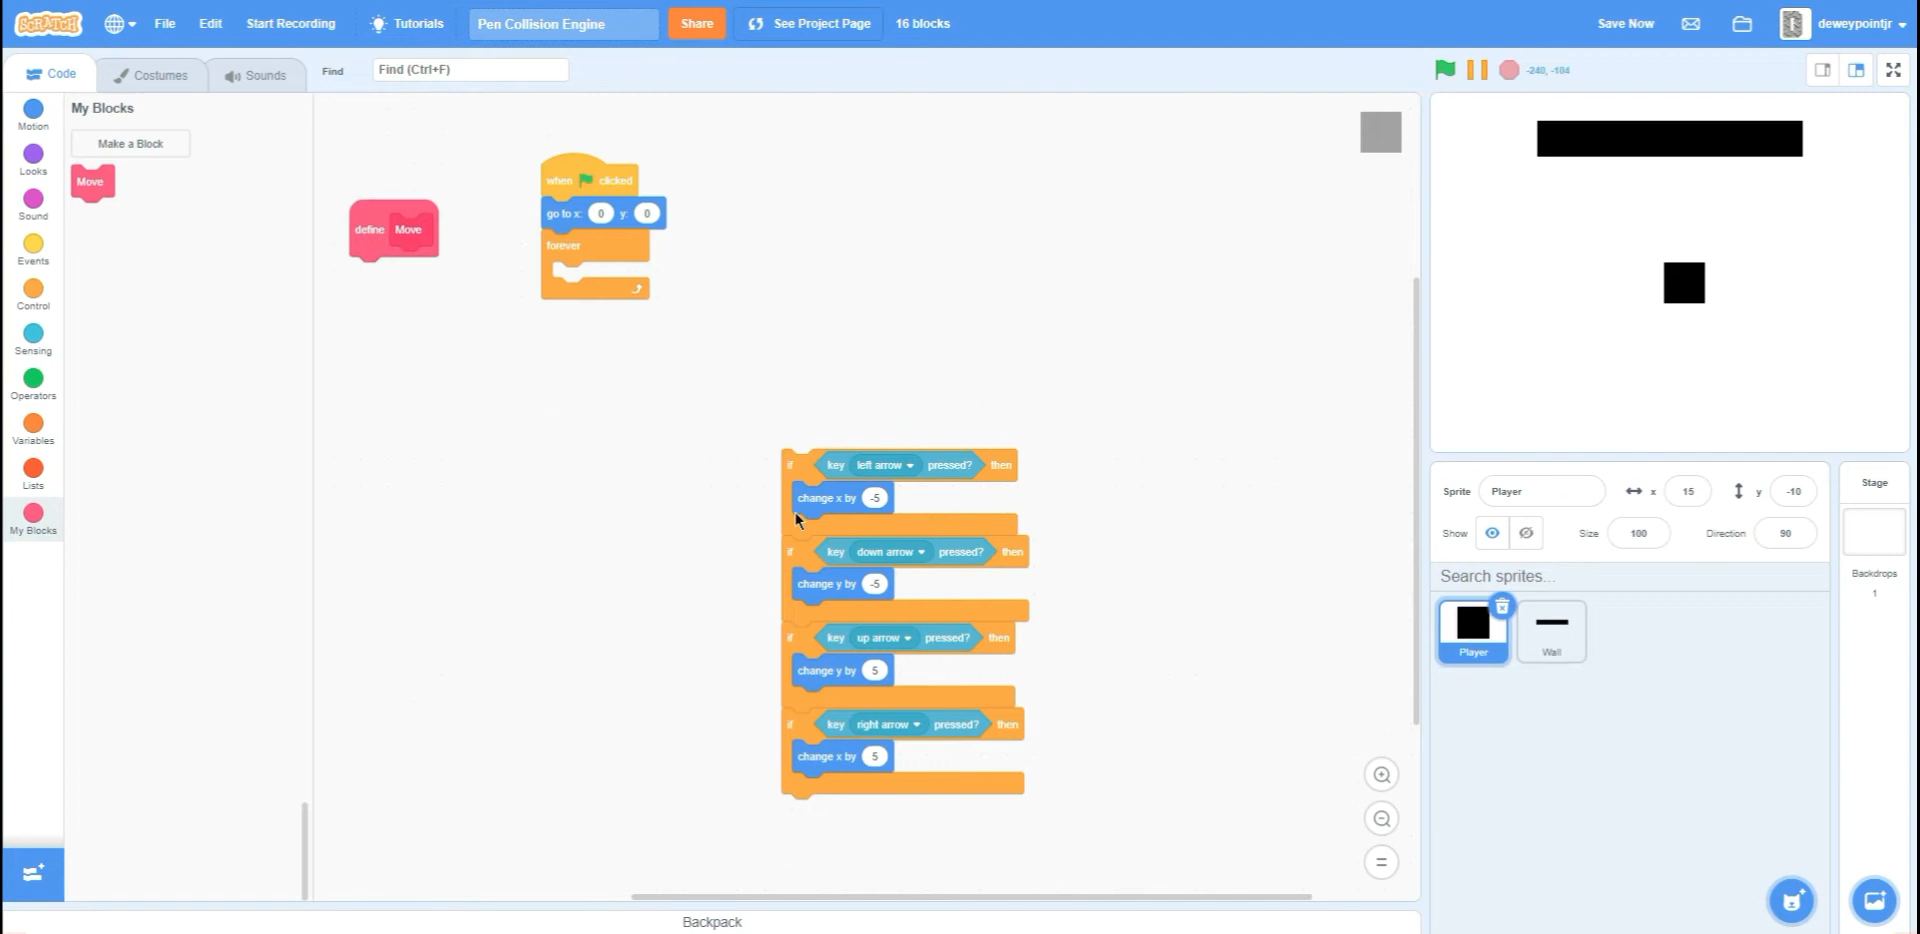 SCRATCH
File
Edit
Start Recording
Tutorials
Pen Collision Engine
Share
See Project Page
16 blocks
Save Now
deweypointjr
Code
Costumes
Sounds
Find
Find (Ctrl+F)
-240, -184
Motion
Looks
Sound
Events
Control
Sensing
Operators
Variables
Lists
My Blocks
My Blocks
Make a Block
Move
define Move
when clicked
go to x: 0 y: 0
forever
if key left arrow pressed? then
change x by -5
if key down arrow pressed? then
change y by -5
if key up arrow pressed? then
change y by 5
if key right arrow pressed? then
change x by 5
Backpack
Sprite Player x 15 y -10
Show Size 100 Direction 90
Search sprites...
Player
Wall
Stage
Backdrops
1